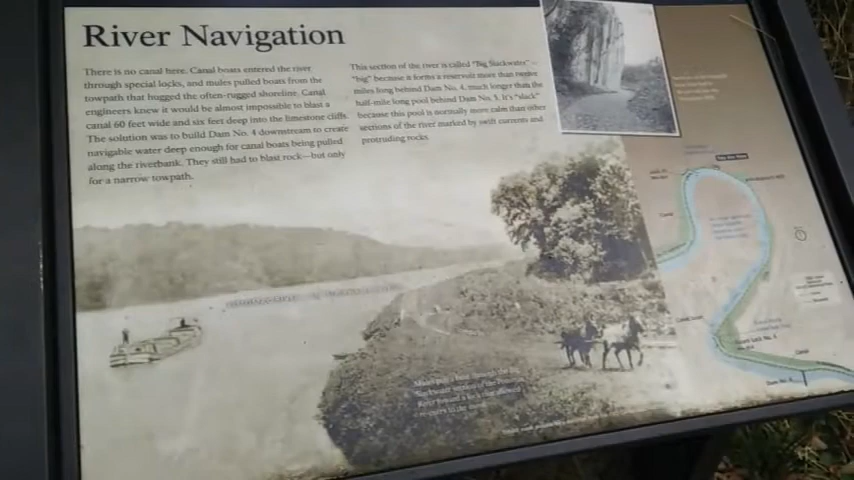 River Navigation
There is no canal here. Canal boats entered the river
through special locks, and mules pulled boats from the
towpath that hugged the often-rugged shoreline. Canal
engineers knew it would be almost impossible to blast a
canal 60 feet wide and six feet deep into the limestone cliffs.
The solution was to build Dam No. 4 downstream to create
navigable water deep enough for canal boats being pulled
along the riverbank. They still had to blast rock—but only
for a narrow towpath.
This section of the river is called "Big Slackwater"–
"big" because it forms a reservoir more than twelve
miles long behind Dam No. 4, much longer than the
half-mile long pool behind Dam No. 5. It's "slack"
because this pool is normally more calm than other
sections of the river marked by swift currents and
protruding rocks.
You Are Here
Canal
Canal
Dam No. 4